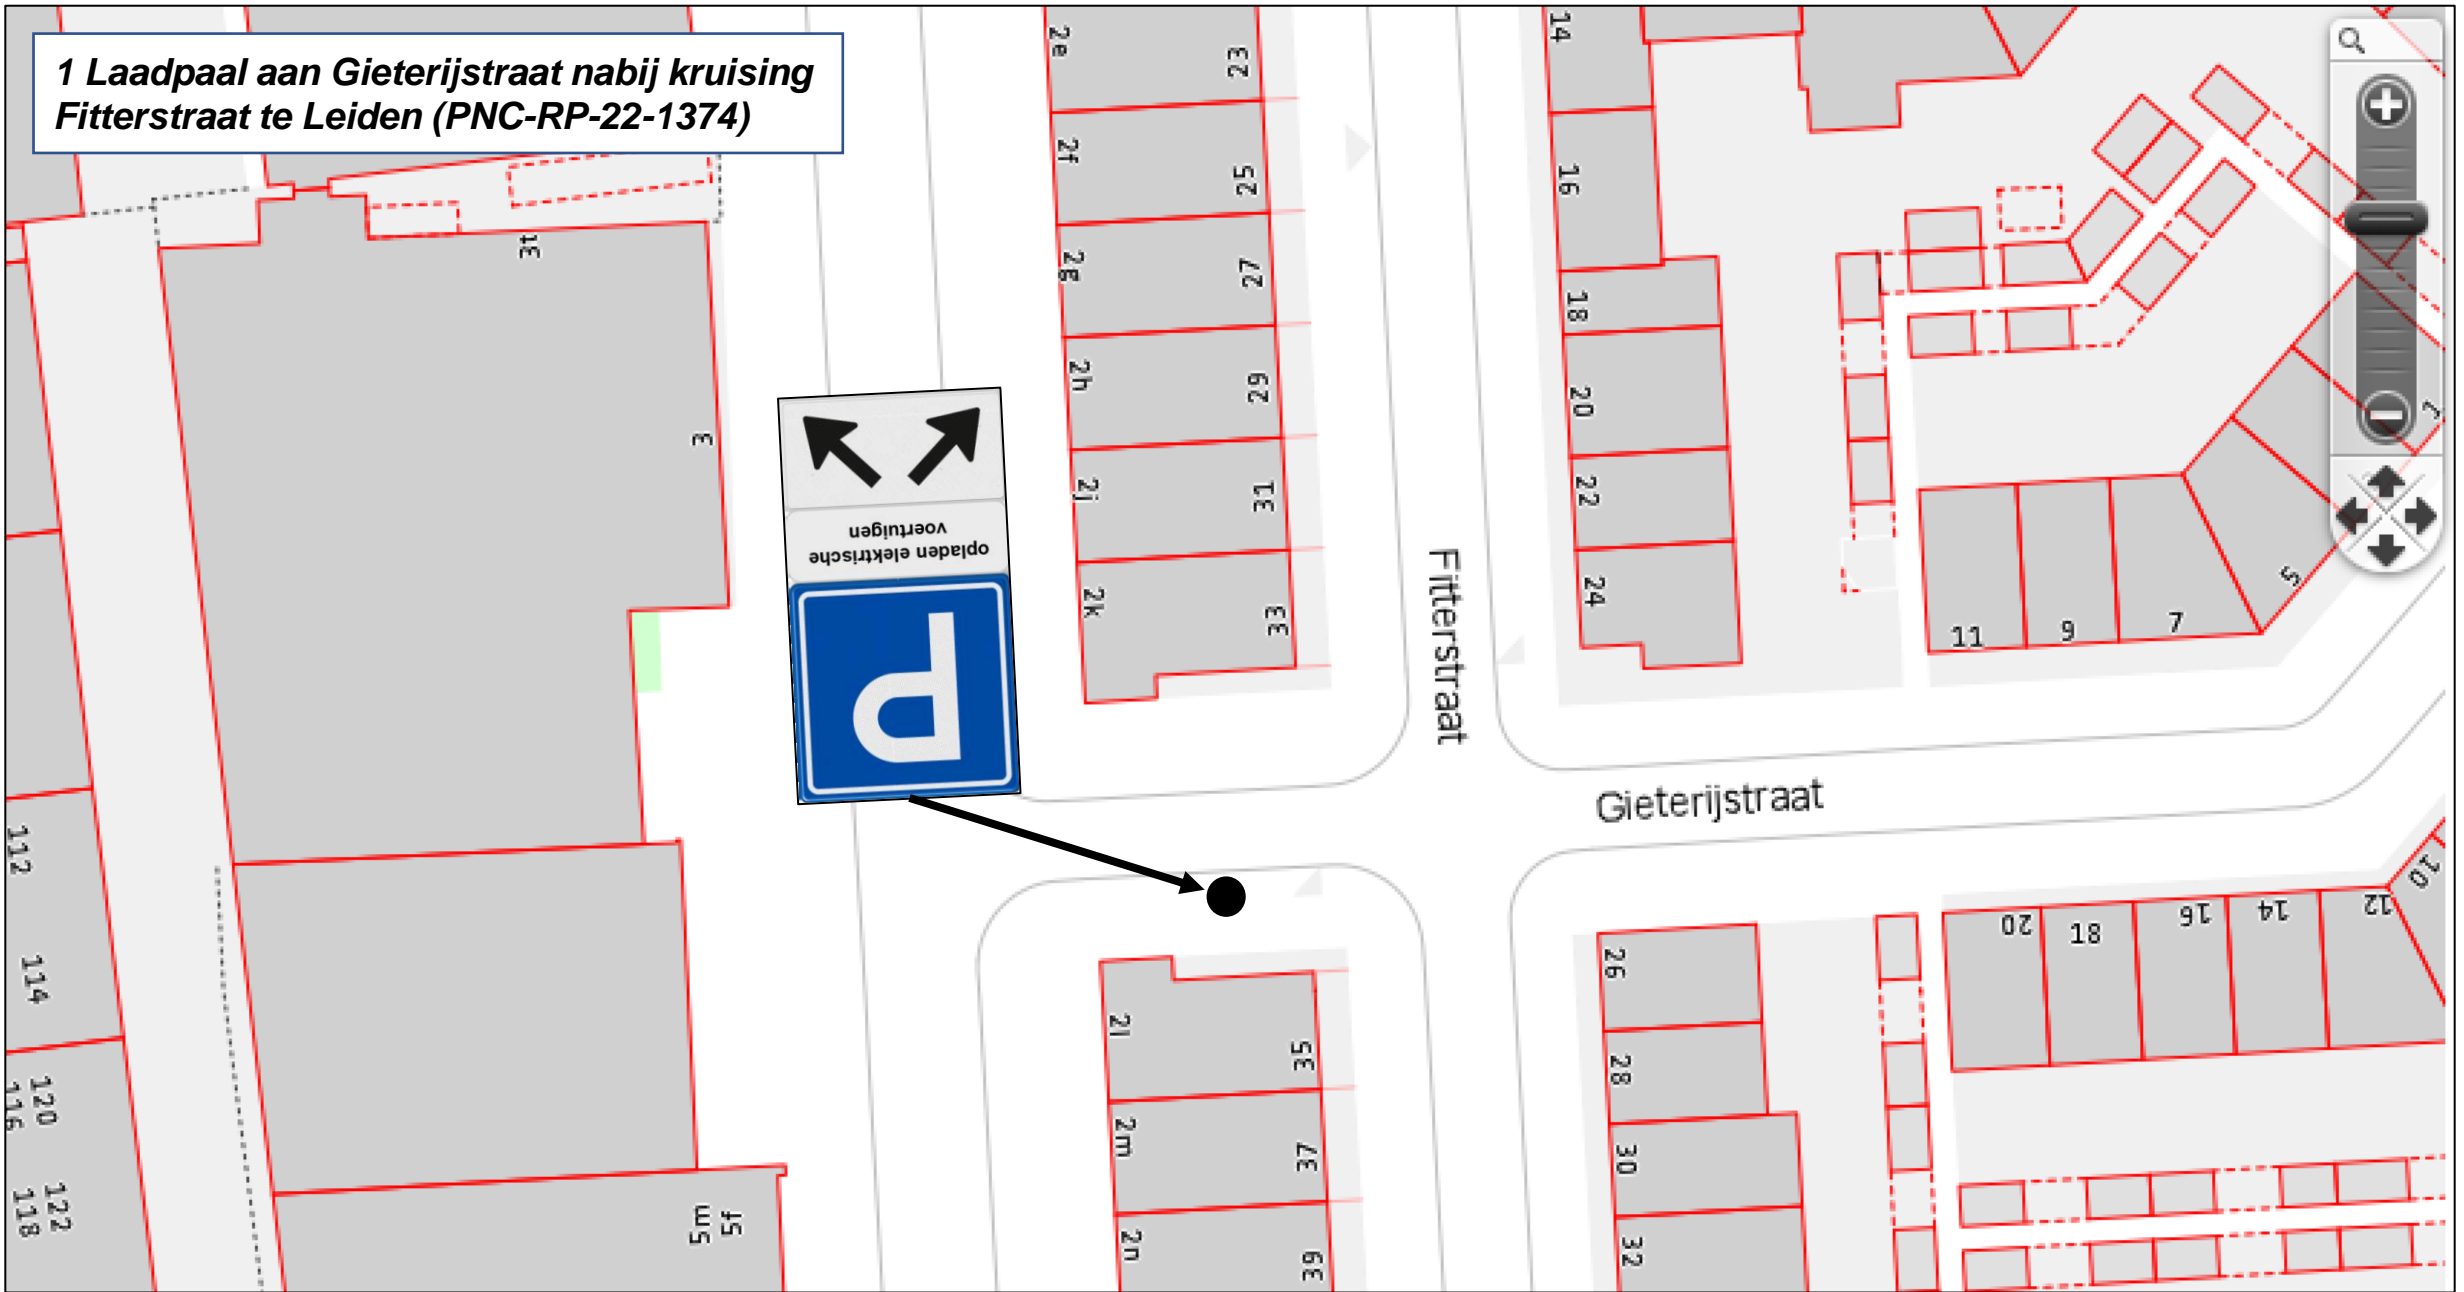 1 Laadpaal aan Gieterijstraat nabij kruising
Fitterstraat te Leiden (PNC-RP-22-1374)
2e
23
14
2f
25
16
3f
2g
27
18
3
2h
29
20
2j
31
22
opladen elektrische
voertuigen
P
2k
33
24
Fitterstraat
11
9
7
5
Gieterijstraat
112
114
120
116
122
118
10
12
14
16
18
20
26
28
30
32
2l
35
2m
37
2n
39
5m
5f